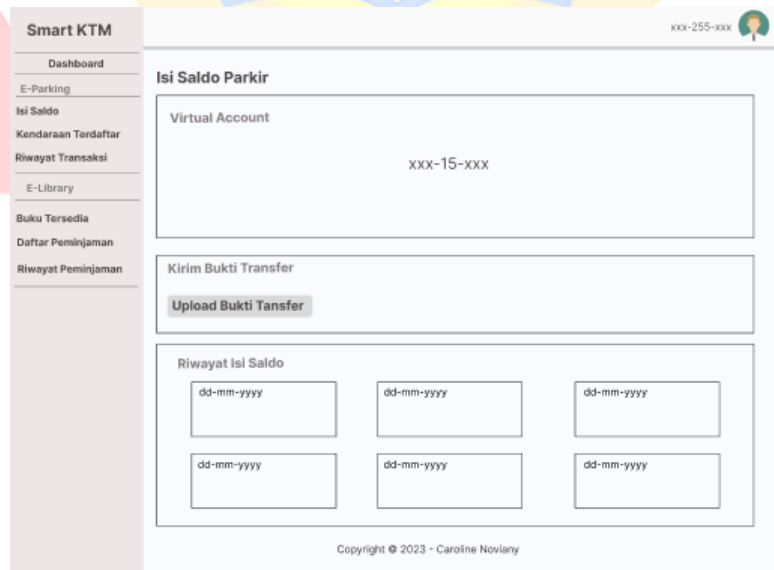 Smart KTM
xxx-255-xxx
Dashboard
E-Parking
Isi Saldo
Kendaraan Terdaftar
Riwayat Transaksi
E-Library
Buku Tersedia
Daftar Peminjaman
Riwayat Peminjaman
Isi Saldo Parkir
Virtual Account
xxx-15-xxx
Kirim Bukti Transfer
Upload Bukti Tansfer
Riwayat Isi Saldo
dd-mm-yyyy
dd-mm-yyyy
dd-mm-yyyy
dd-mm-yyyy
dd-mm-yyyy
dd-mm-yyyy
Copyright © 2023 - Caroline Noviany